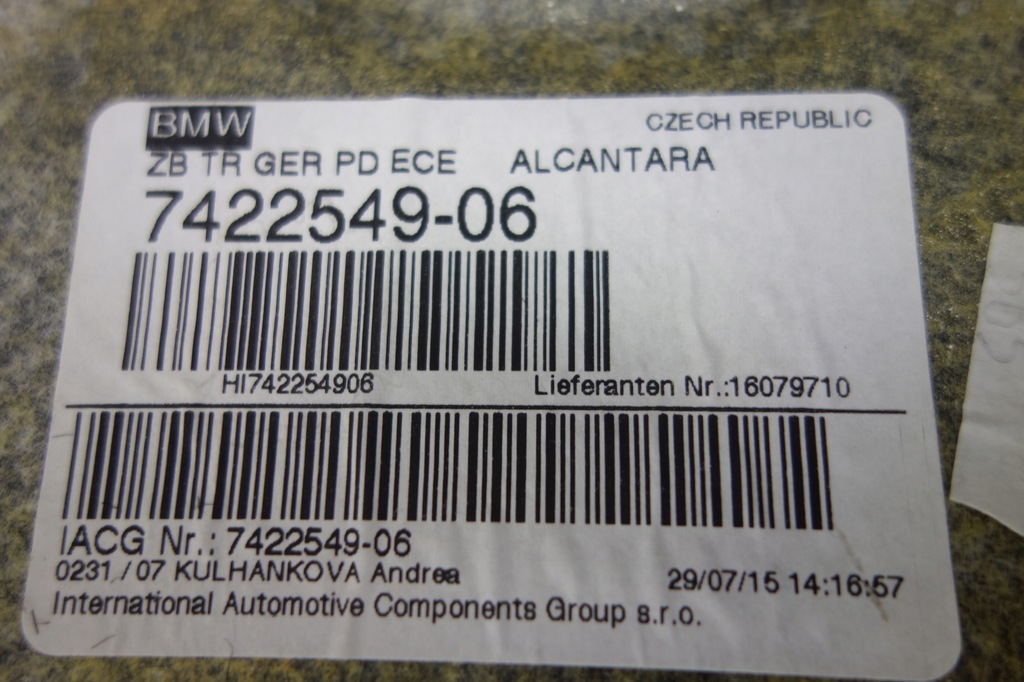 BMW CZECH REPUBLIC
ZB TR GER PD ECE ALCANTARA
7422549-06
HI742254906 Lieferanten Nr.:16079710
IACG Nr.: 7422549-06
0231 / 07 KULHANKOVA Andrea 29/07/15 14:16:57
International Automotive Components Group s.r.o.